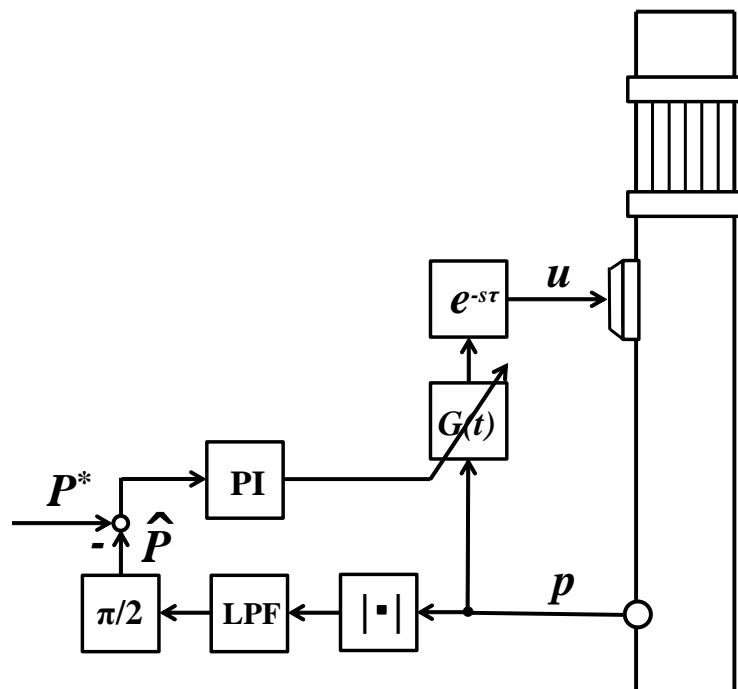 e^{-sτ}
u
G(t)
PI
P*
-
P̂
π/2
LPF
|▪|
p